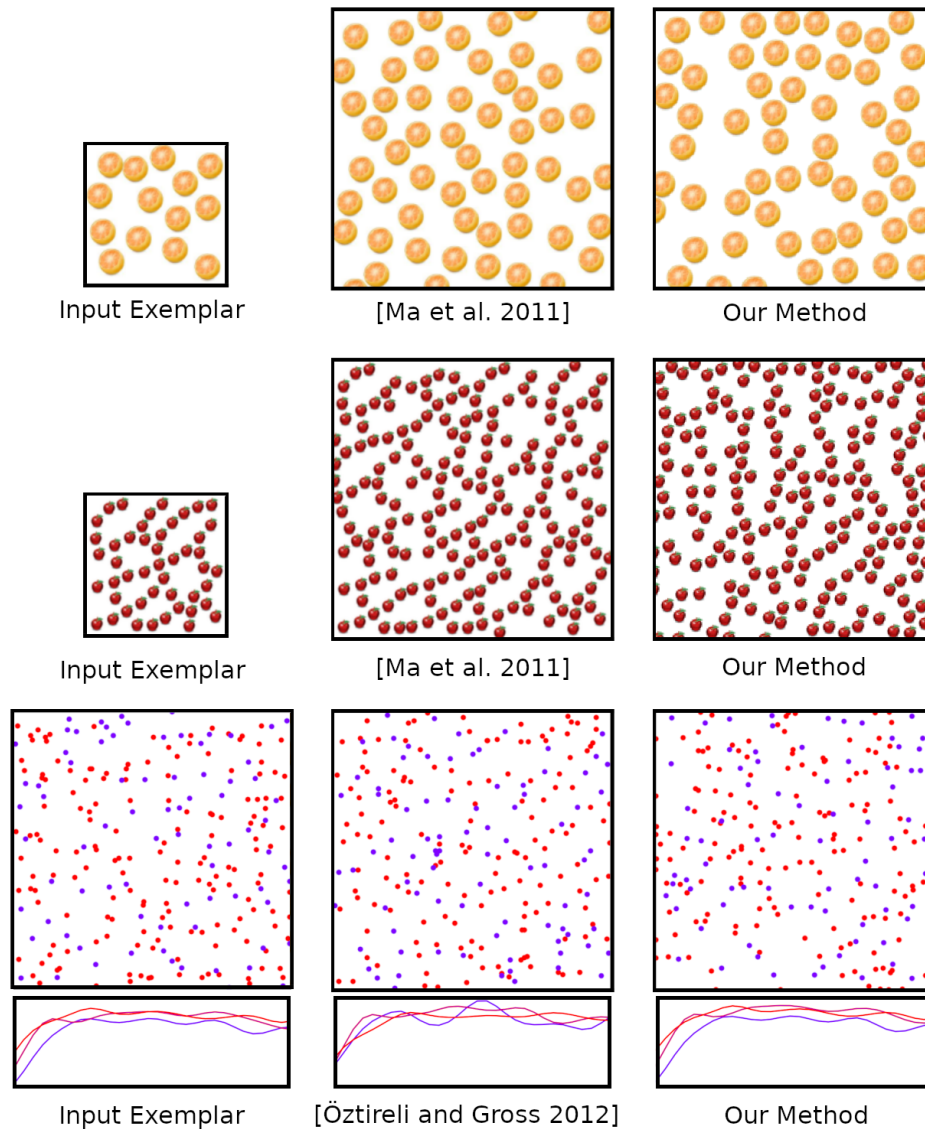 Input Exemplar
[Ma et al. 2011]
Our Method
Input Exemplar
[Ma et al. 2011]
Our Method
Input Exemplar
[Öztireli and Gross 2012]
Our Method